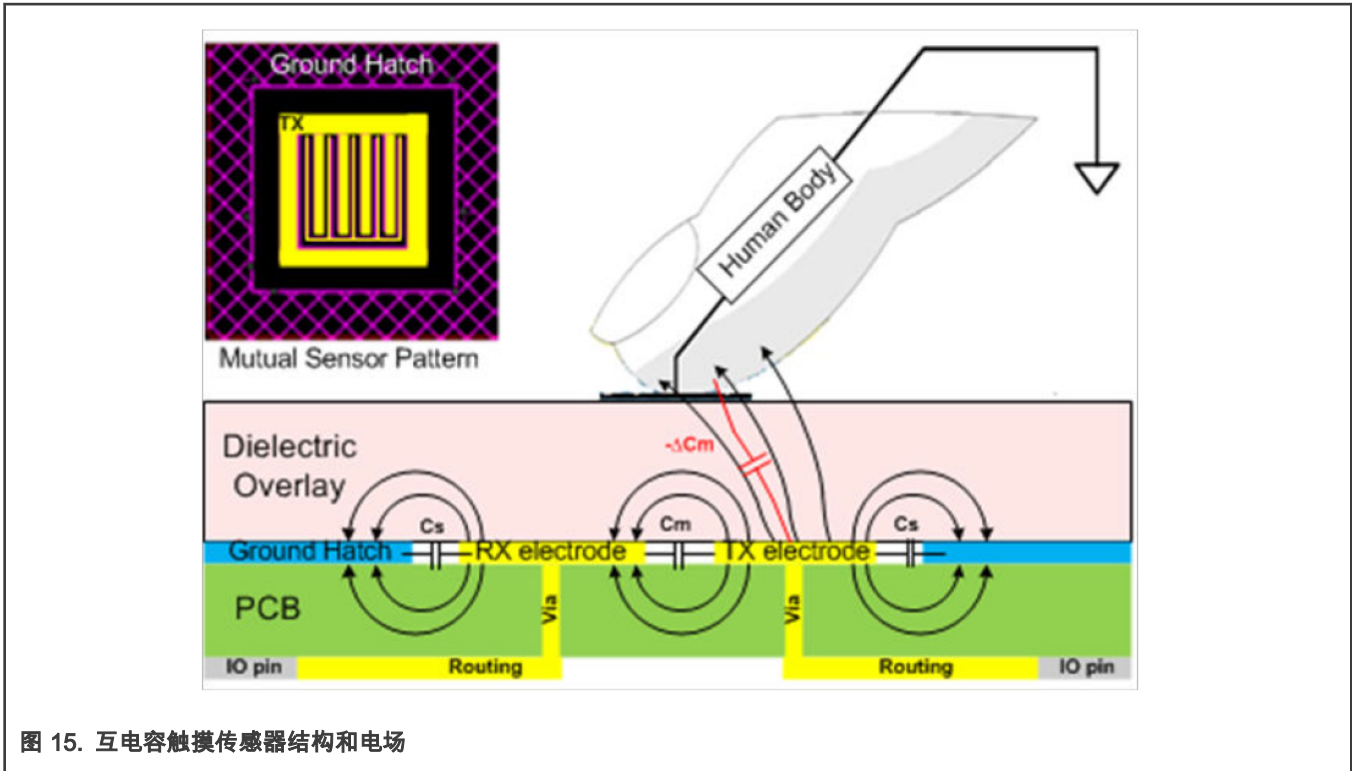 Ground Hatch
TX
Mutual Sensor Pattern
Human Body
Dielectric
Overlay
-ΔCm
Cs
Cm
Cs
Ground Hatch
RX electrode
TX electrode
PCB
Via
Via
IO pin
Routing
Routing
IO pin
图 15. 互电容触摸传感器结构和电场